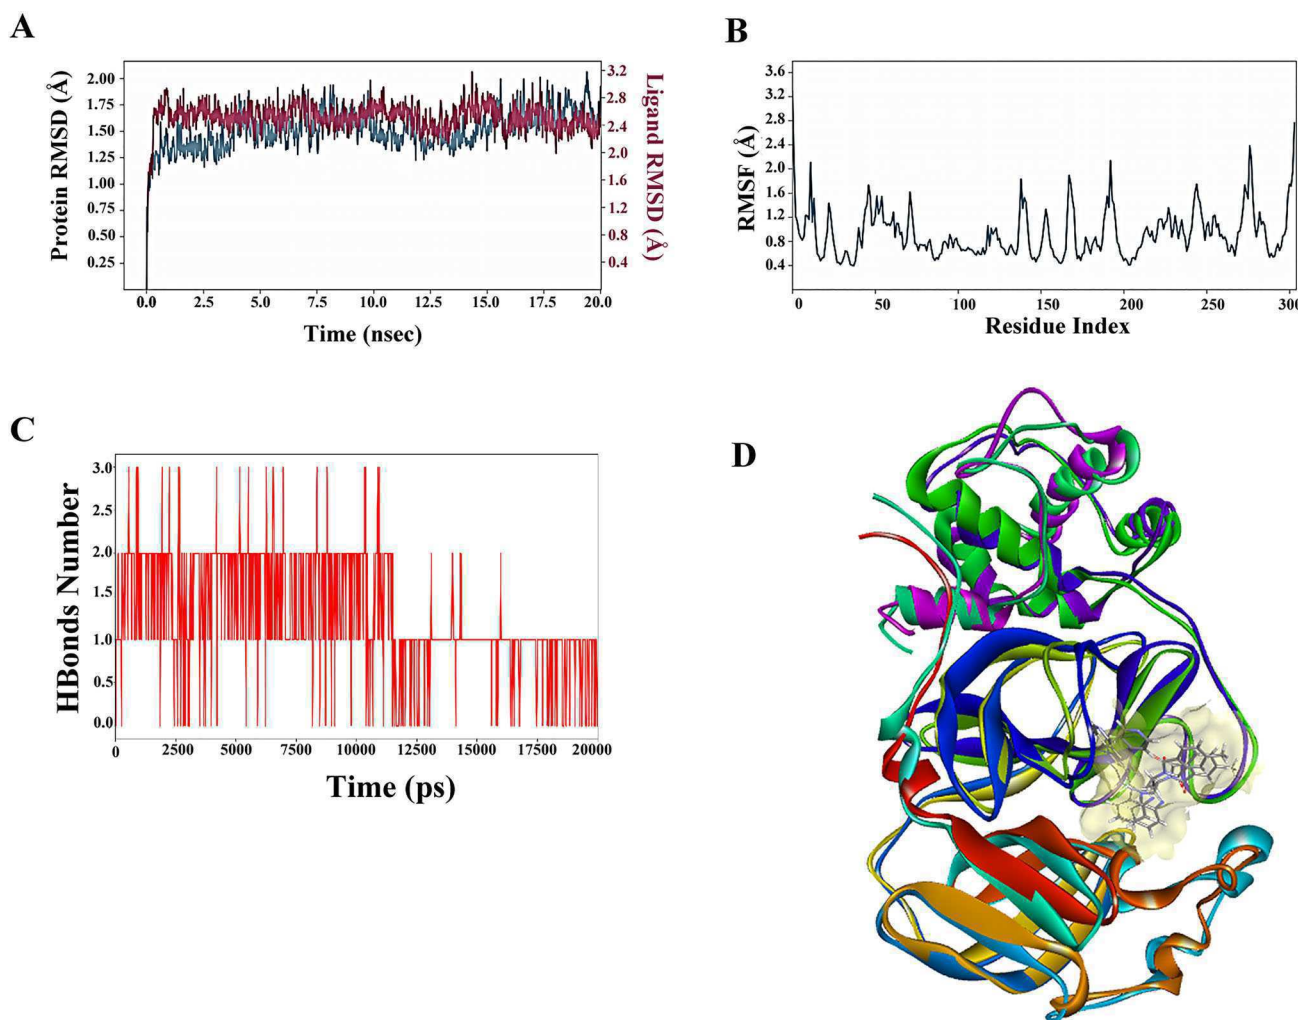 A
Protein RMSD (Å)
2.00
1.75
1.50
1.25
1.00
0.75
0.50
0.25
3.2
2.8
2.4
2.0
1.6
1.2
0.8
0.4
Ligand RMSD (Å)
0.0 2.5 5.0 7.5 10.0 12.5 15.0 17.5 20.0
Time (nsec)
B
RMSF (Å)
3.6
3.2
2.8
2.4
2.0
1.6
1.2
0.8
0.4
0 50 100 150 200 250 300
Residue Index
C
HBonds Number
3.0
2.5
2.0
1.5
1.0
0.5
0.0
0 2500 5000 7500 10000 12500 15000 17500 20000
Time (ps)
D